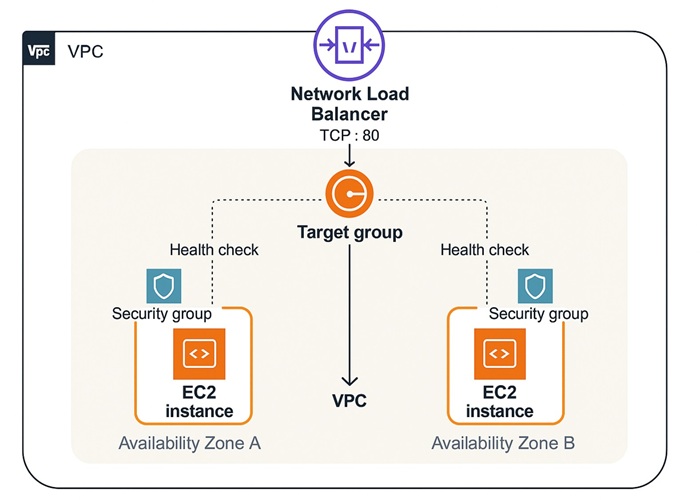 Vpc
VPC
Network Load
Balancer
TCP : 80
Target group
Health check
Health check
Security group
Security group
EC2
instance
EC2
instance
VPC
Availability Zone A
Availability Zone B